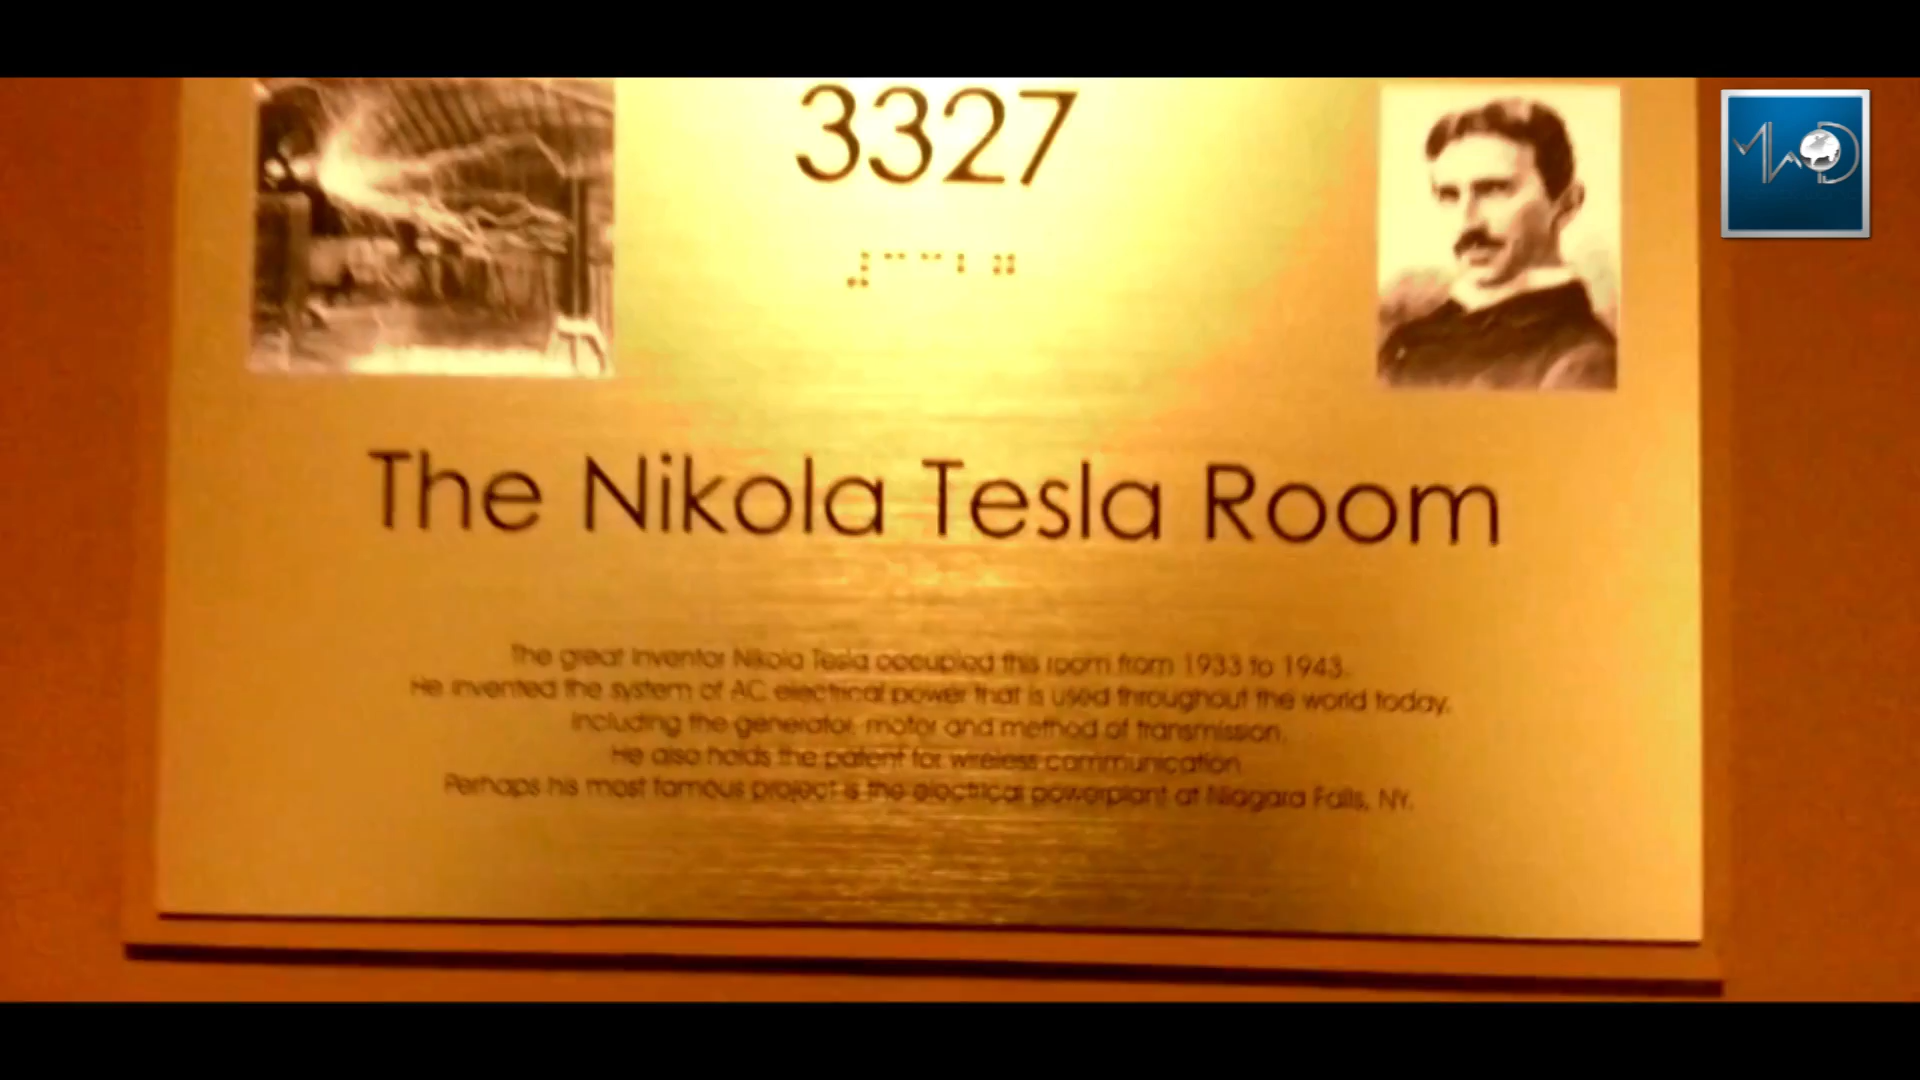 3327
The Nikola Tesla Room
The great inventor Nikola Tesla occupied this room from 1933 to 1943.
He invented the system of AC electrical power that is used throughout the world today,
including the generator, motor and method of transmission.
He also holds the patent for wireless communication.
Perhaps his most famous project is the electrical powerplant at Niagara Falls, NY.